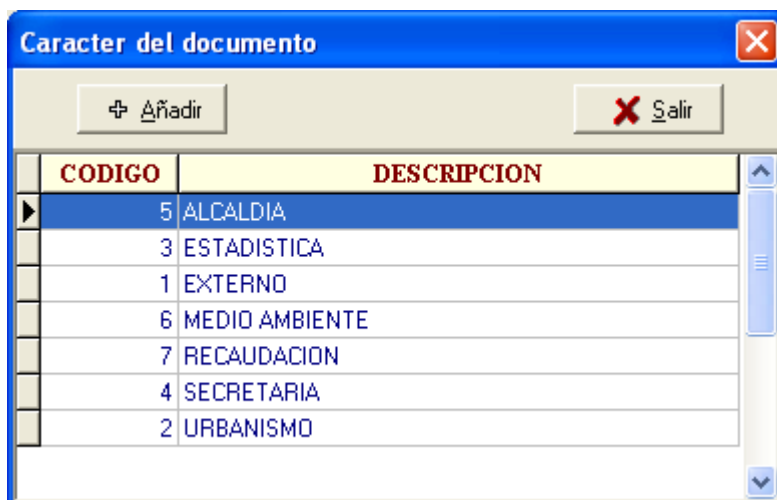 Caracter del documento
Añadir Salir
CODIGO DESCRIPCION
5 ALCALDIA
3 ESTADISTICA
1 EXTERNO
6 MEDIO AMBIENTE
7 RECAUDACION
4 SECRETARIA
2 URBANISMO